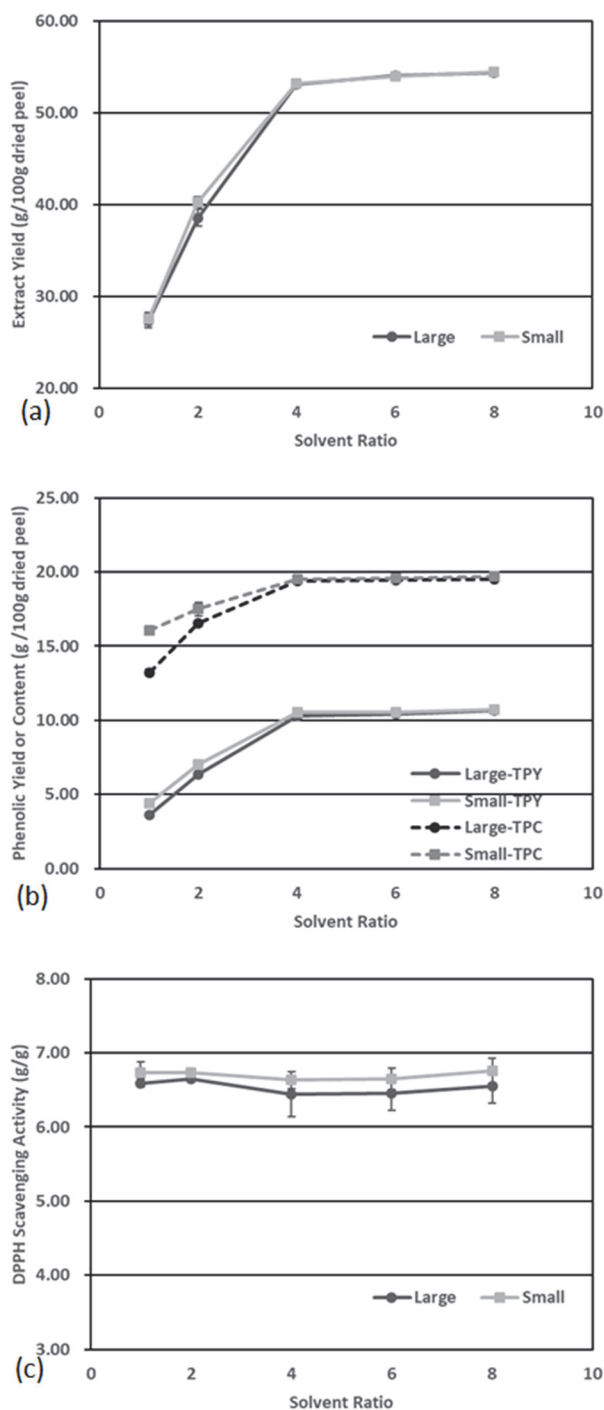 60.00
50.00
40.00
30.00
20.00
Extract Yield (g/100g dried peel)
Large
Small
0 2 4 6 8 10
Solvent Ratio
(a)
25.00
20.00
15.00
10.00
5.00
0.00
Phenolic Yield or Content (g /100g dried peel)
Large-TPY
Small-TPY
Large-TPC
Small-TPC
0 2 4 6 8 10
Solvent Ratio
(b)
8.00
7.00
6.00
5.00
4.00
3.00
DPPH Scavenging Activity (g/g)
Large
Small
0 2 4 6 8 10
Solvent Ratio
(c)